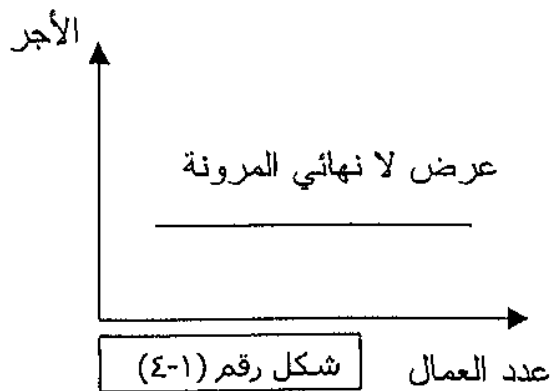 الأجر
عرض لا نهائي المرونة
عدد العمال
شكل رقم (١-٤)